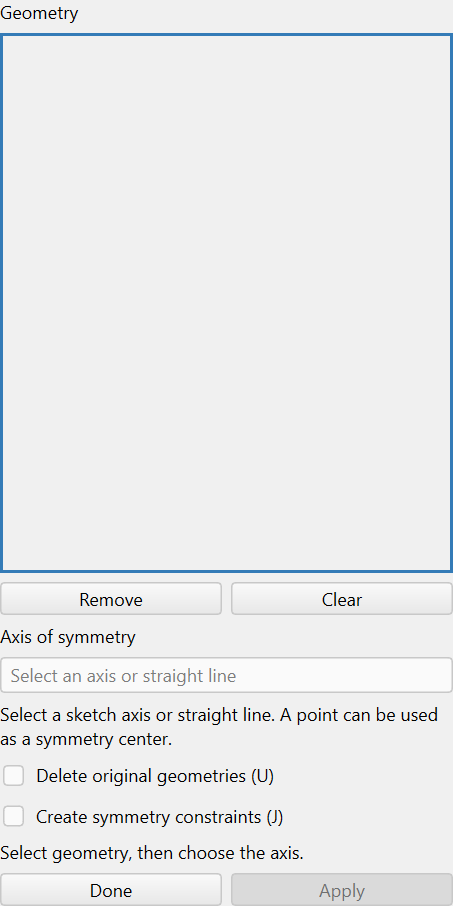 Geometry
Remove
Clear
Axis of symmetry
Select an axis or straight line
Select a sketch axis or straight line. A point can be used
as a symmetry center.
Delete original geometries (U)
Create symmetry constraints (J)
Select geometry, then choose the axis.
Done
Apply